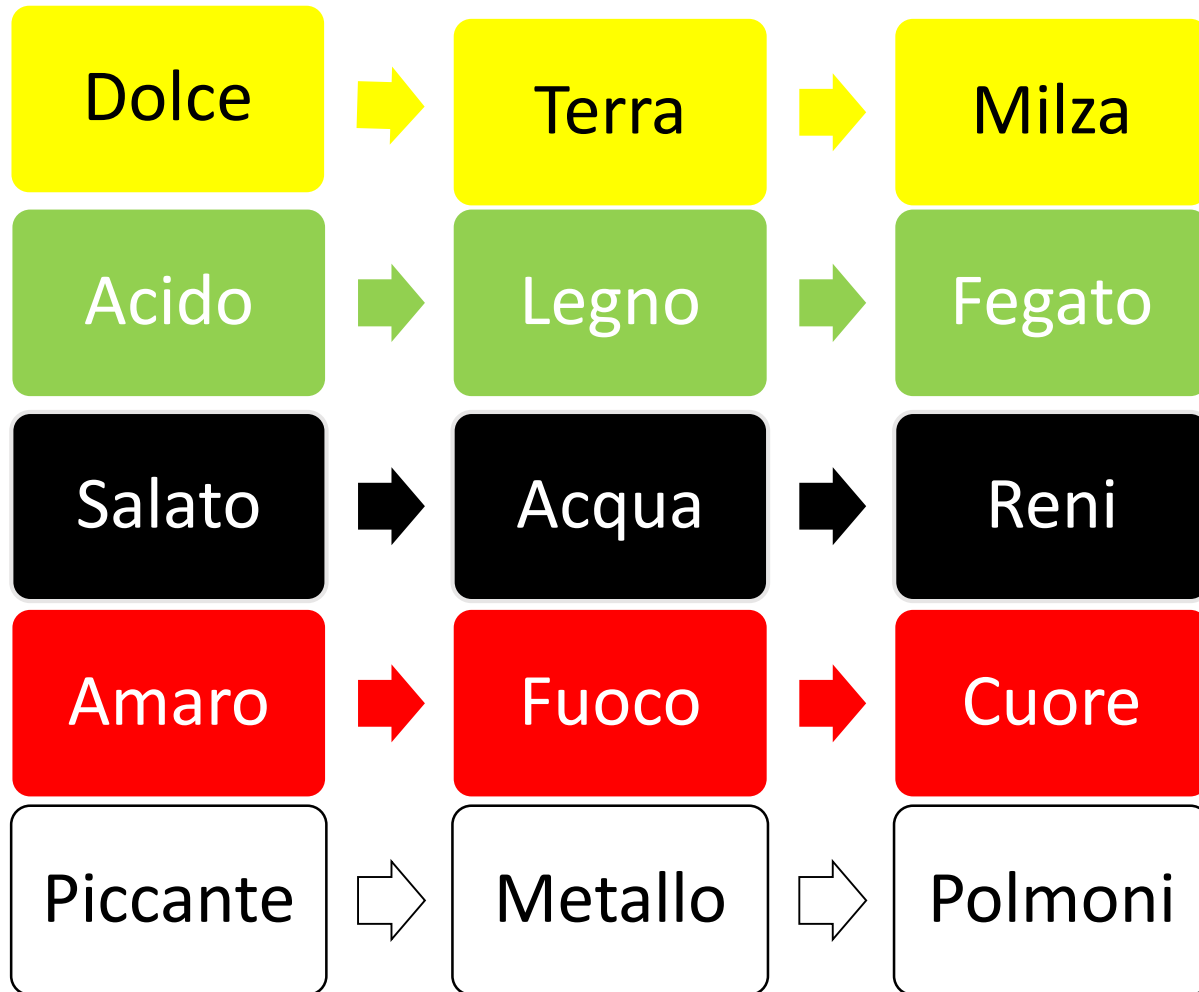 Dolce Terra Milza
Acido Legno Fegato
Salato Acqua Reni
Amaro Fuoco Cuore
Piccante Metallo Polmoni